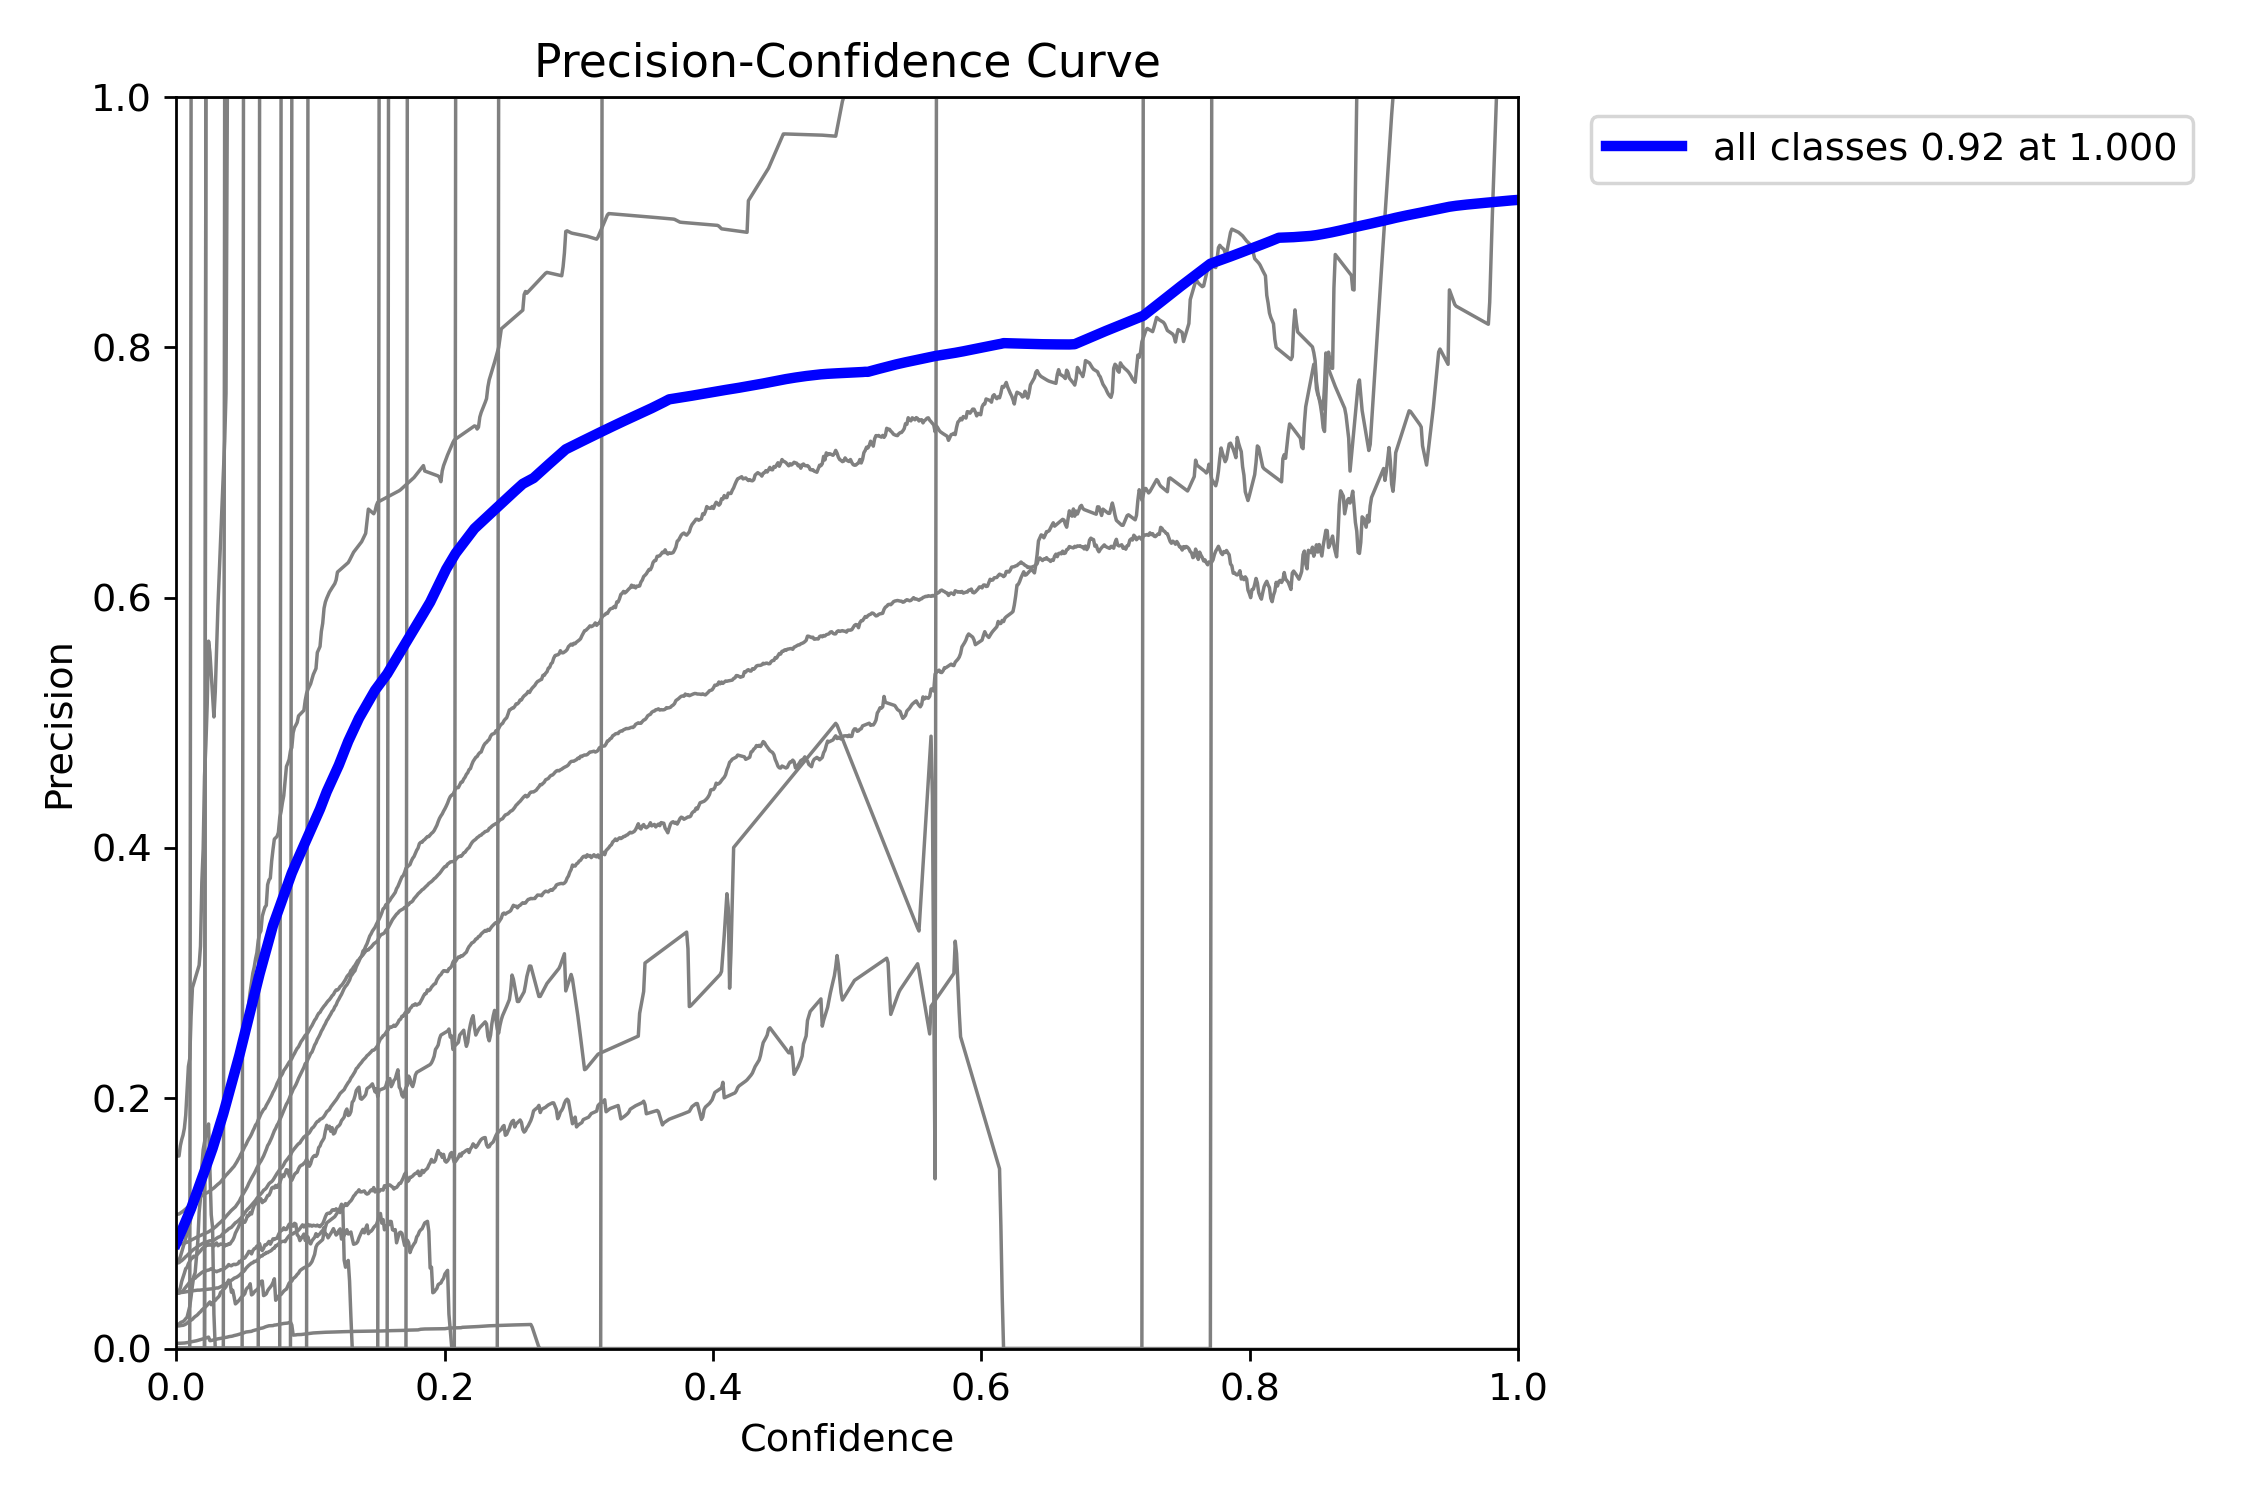 Precision-Confidence Curve
all classes 0.92 at 1.000
1.0
0.8
0.6
0.4
0.2
0.0
Precision
0.0 0.2 0.4 0.6 0.8 1.0
Confidence